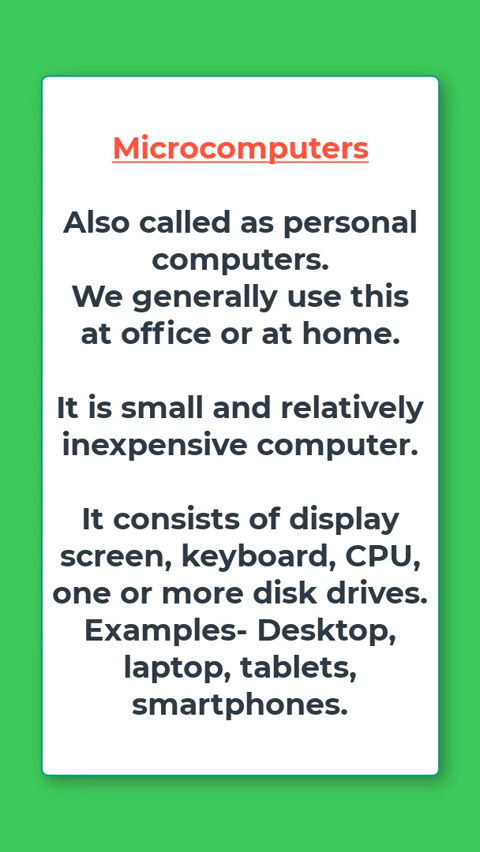 Microcomputers
Also called as personal
computers.
We generally use this
at office or at home.
It is small and relatively
inexpensive computer.
It consists of display
screen, keyboard, CPU,
one or more disk drives.
Examples- Desktop,
laptop, tablets,
smartphones.